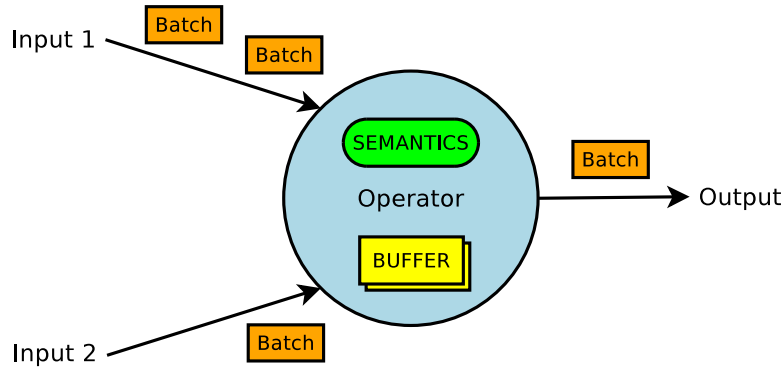 Batch
Input 1
Batch
SEMANTICS
Batch
Operator
Output
BUFFER
Batch
Input 2